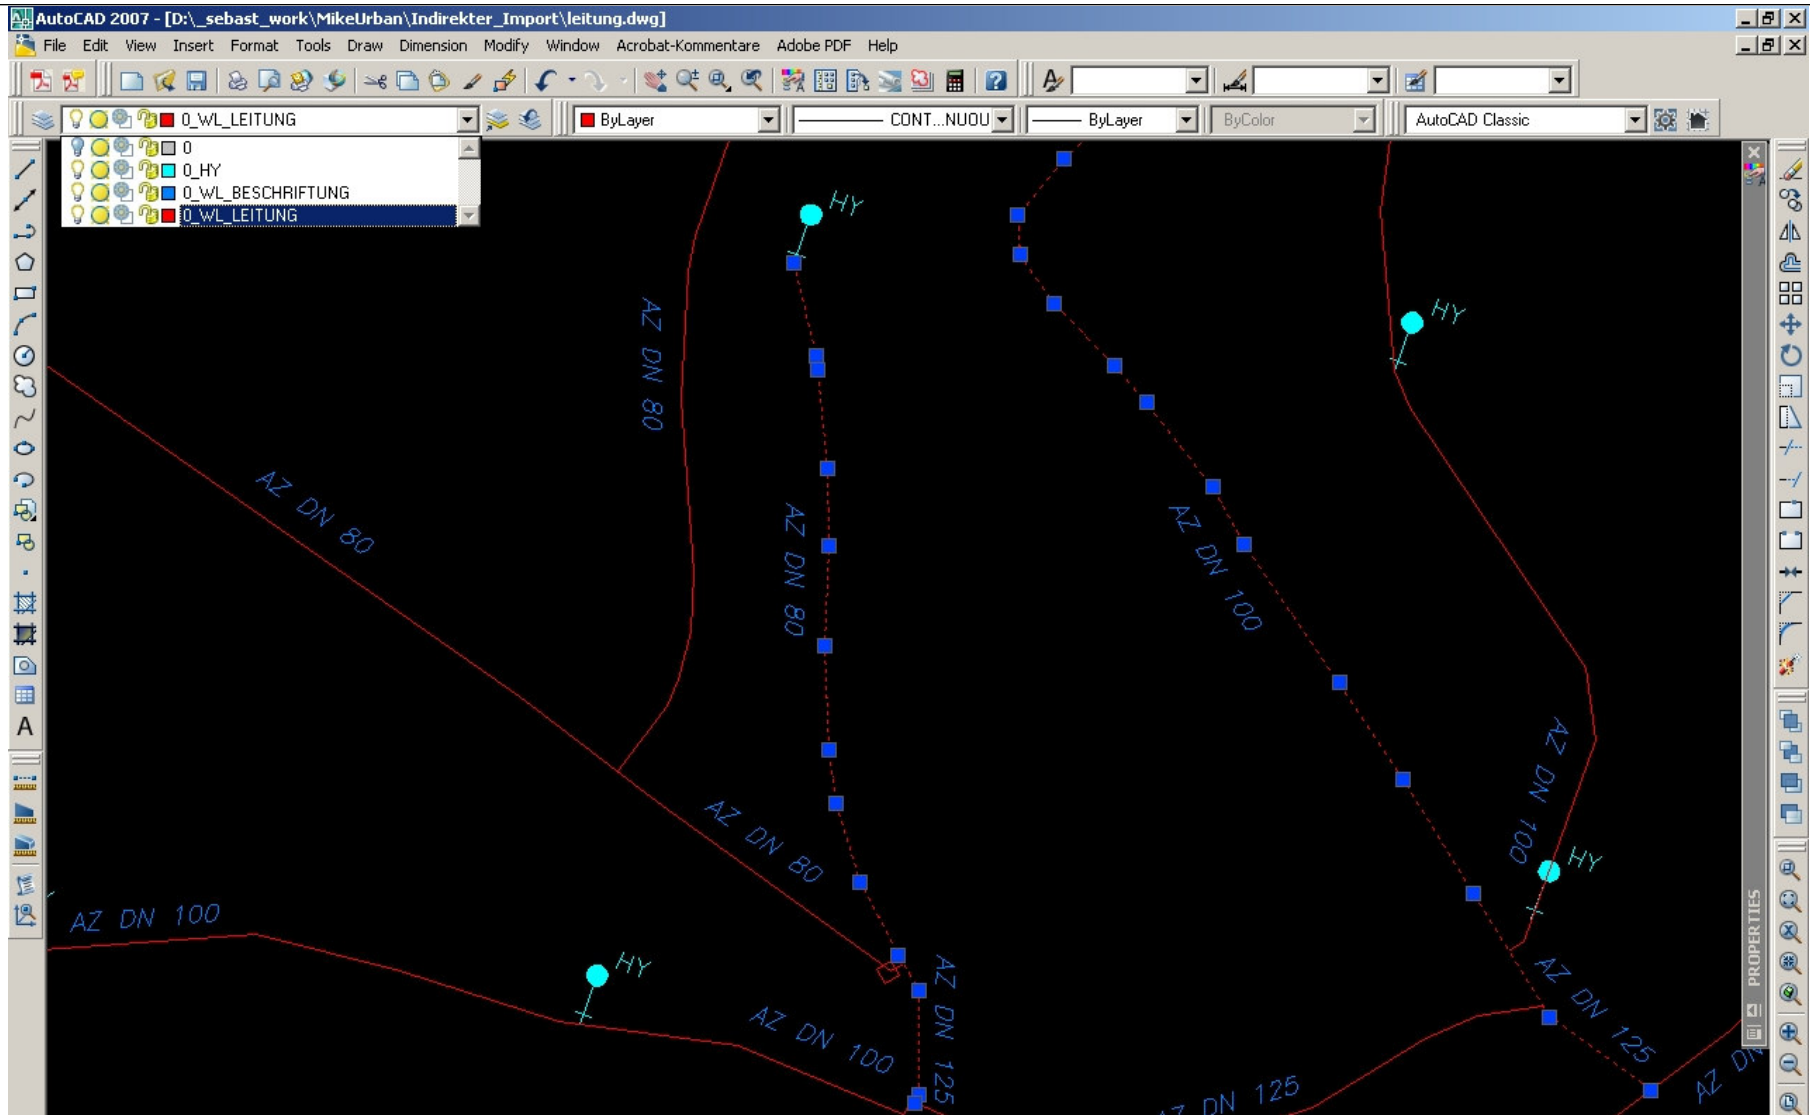 AutoCAD 2007 - [D:\_sebast_work\MikeUrban\Indirekter_Import\leitung.dwg]
File Edit View Insert Format Tools Draw Dimension Modify Window Acrobat-Kommentare Adobe PDF Help
0_WL_LEITUNG
ByLayer
CONT...NUOU
ByLayer
ByColor
AutoCAD Classic
0
0_HY
0_WL_BESCHRIFTUNG
0_WL_LEITUNG
HY
HY
AZ DN 80
AZ DN 80
AZ DN 80
AZ DN 100
AZ DN 100
AZ DN 80
HY
AZ DN 100
HY
AZ DN 100
AZ DN 125
AZ DN 125
AZ DN 125
AZ DN
PROPERTIES